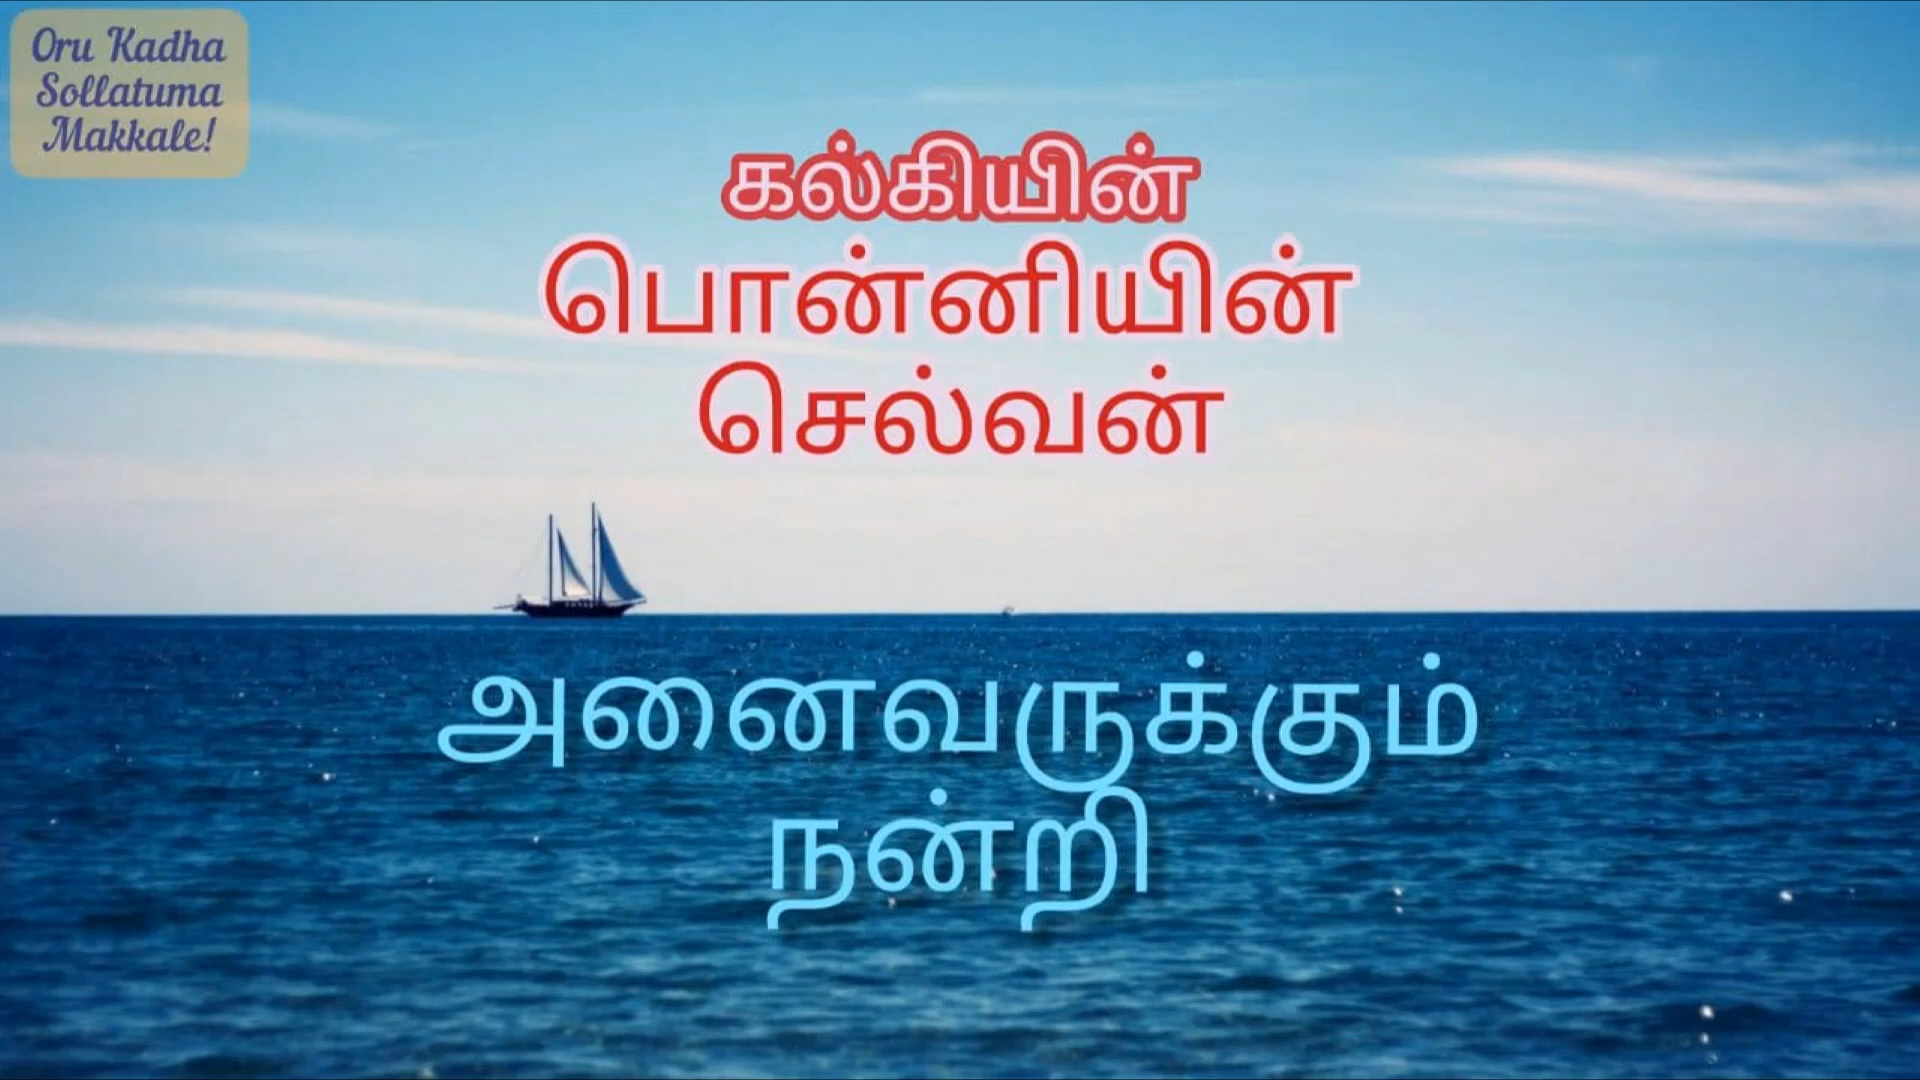 Oru Kadha
Sollatuma
Makkale!
கல்கியின்
பொன்னியின்
செல்வன்
அனைவருக்கும்
நன்றி